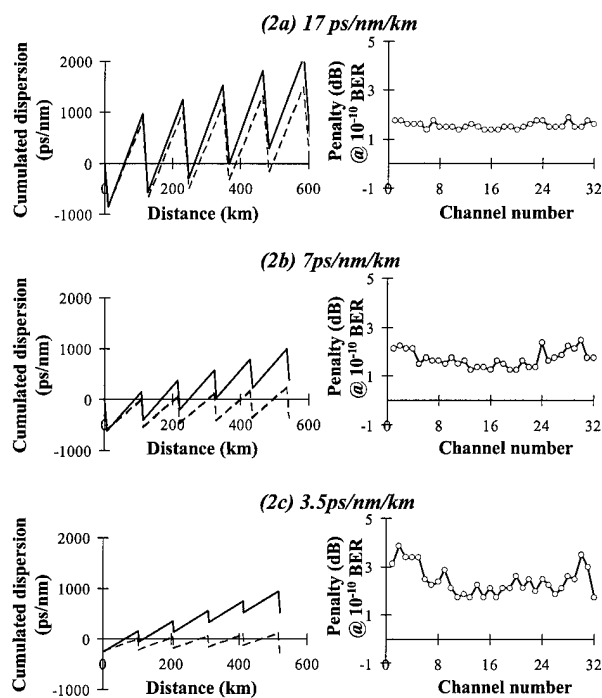 (2a) 17 ps/nm/km
Cumulated dispersion
(ps/nm)
2000
1000
0
-1000
0 200 400 600
Distance (km)
Penalty (dB)
@ 10-10 BER
5
3
1
-1
0 8 16 24 32
Channel number
(2b) 7ps/nm/km
Cumulated dispersion
(ps/nm)
2000
1000
0
-1000
0 200 400 600
Distance (km)
Penalty (dB)
@ 10-10 BER
5
3
1
-1
0 8 16 24 32
Channel number
(2c) 3.5ps/nm/km
Cumulated dispersion
(ps/nm)
2000
1000
0
-1000
0 200 400 600
Distance (km)
Penalty (dB)
@ 10-10 BER
5
3
1
-1
0 8 16 24 32
Channel number